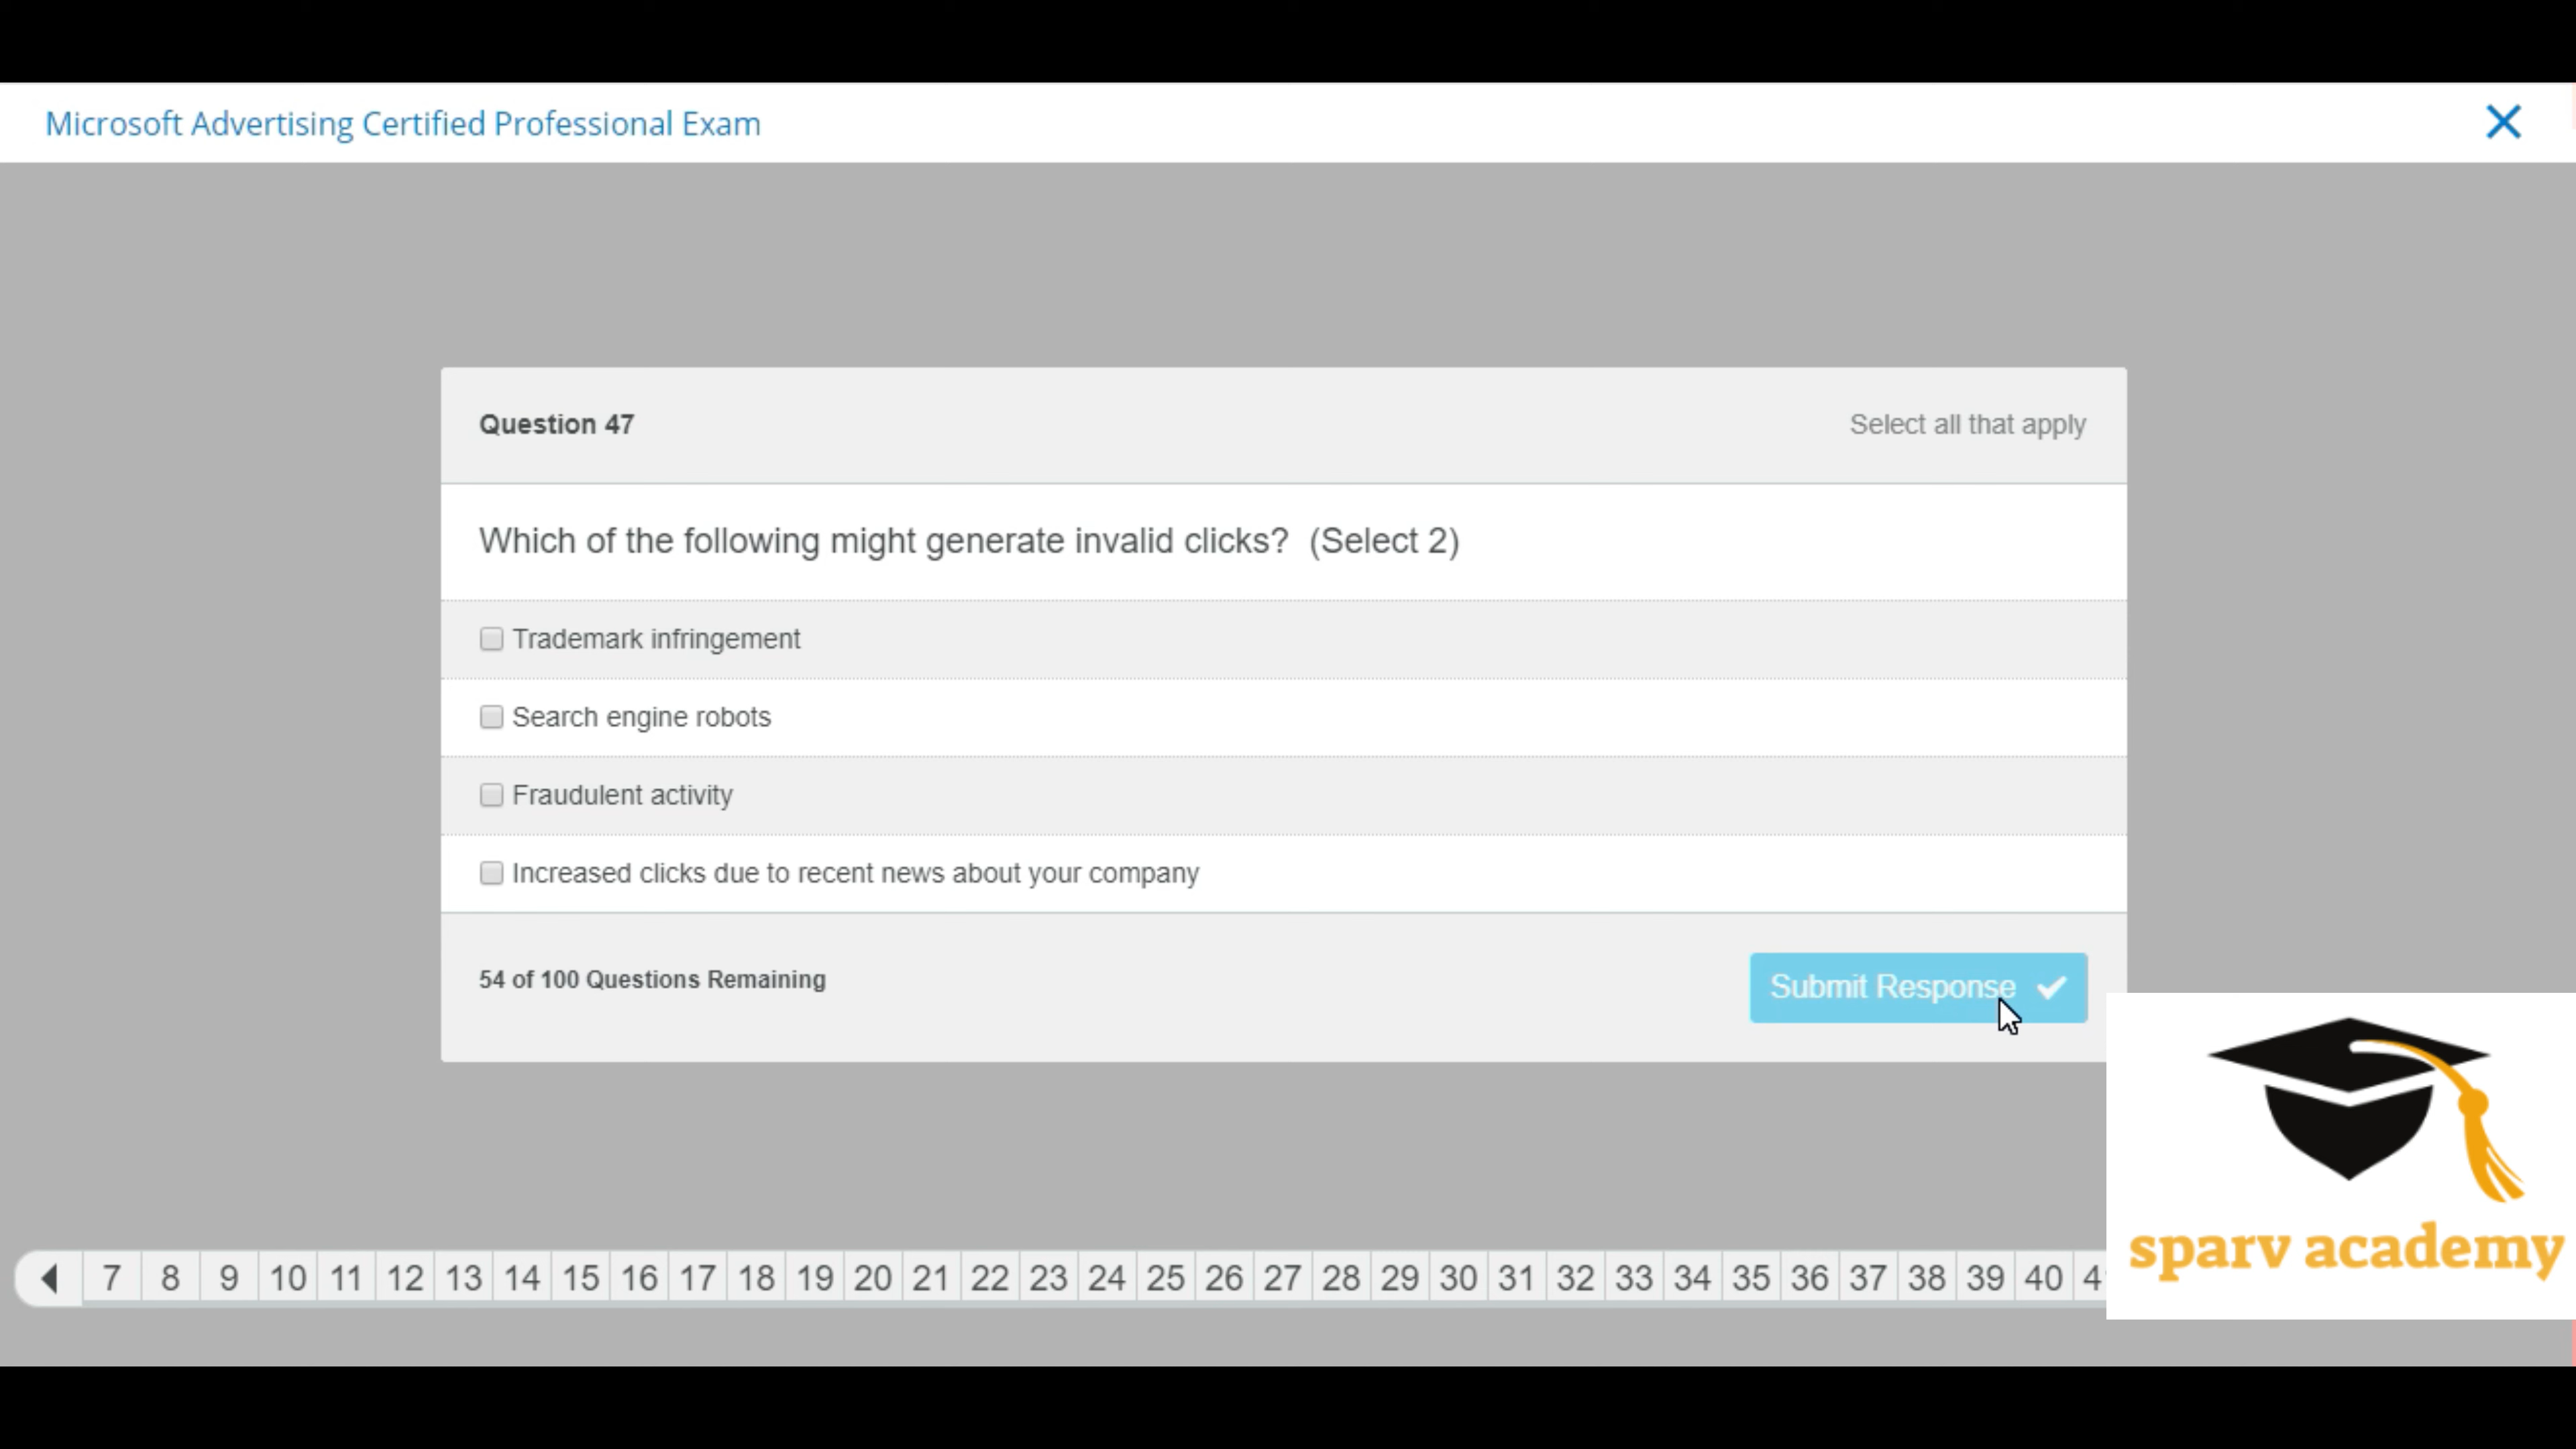 Microsoft Advertising Certified Professional Exam
Question 47
Select all that apply
Which of the following might generate invalid clicks? (Select 2)
Trademark infringement
Search engine robots
Fraudulent activity
Increased clicks due to recent news about your company
54 of 100 Questions Remaining
Submit Response
7 8 9 10 11 12 13 14 15 16 17 18 19 20 21 22 23 24 25 26 27 28 29 30 31 32 33 34 35 36 37 38 39 40
sparv academy